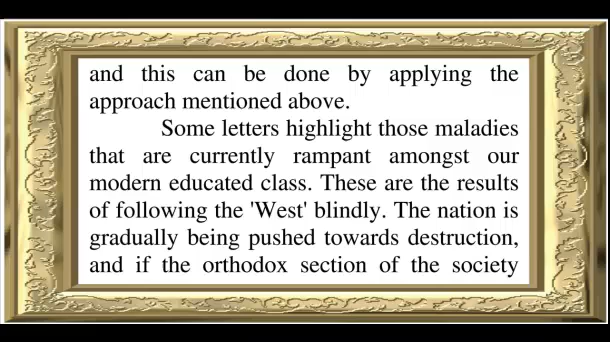 and this can be done by applying the
approach mentioned above.
Some letters highlight those maladies
that are currently rampant amongst our
modern educated class. These are the results
of following the 'West' blindly. The nation is
gradually being pushed towards destruction,
and if the orthodox section of the society